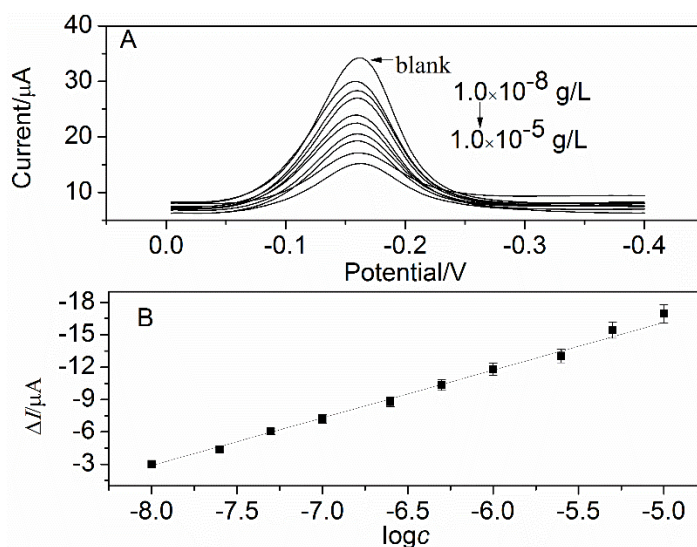 A
40
30
20
10
Current/μA
blank
1.0×10⁻⁸ g/L
1.0×10⁻⁵ g/L
0.0 -0.1 -0.2 -0.3 -0.4
Potential/V
B
-18
-15
-12
-9
-6
-3
ΔI/μA
-8.0 -7.5 -7.0 -6.5 -6.0 -5.5 -5.0
logc